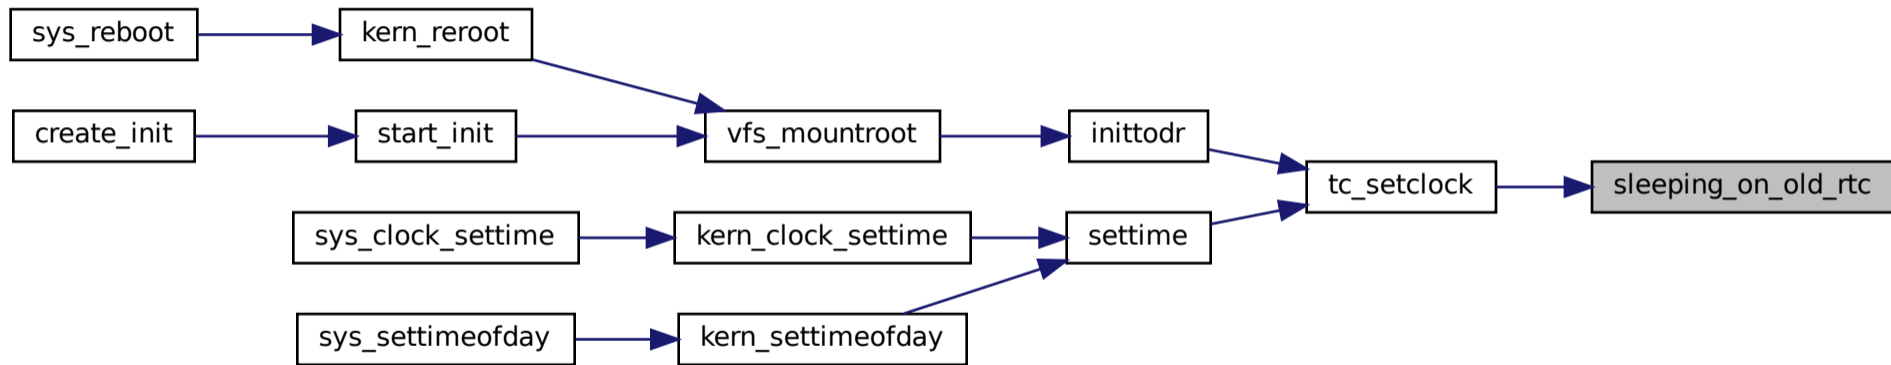 sys_reboot
kern_reroot
create_init
start_init
vfs_mountroot
inittodr
tc_setclock
sleeping_on_old_rtc
sys_clock_settime
kern_clock_settime
settime
sys_settimeofday
kern_settimeofday